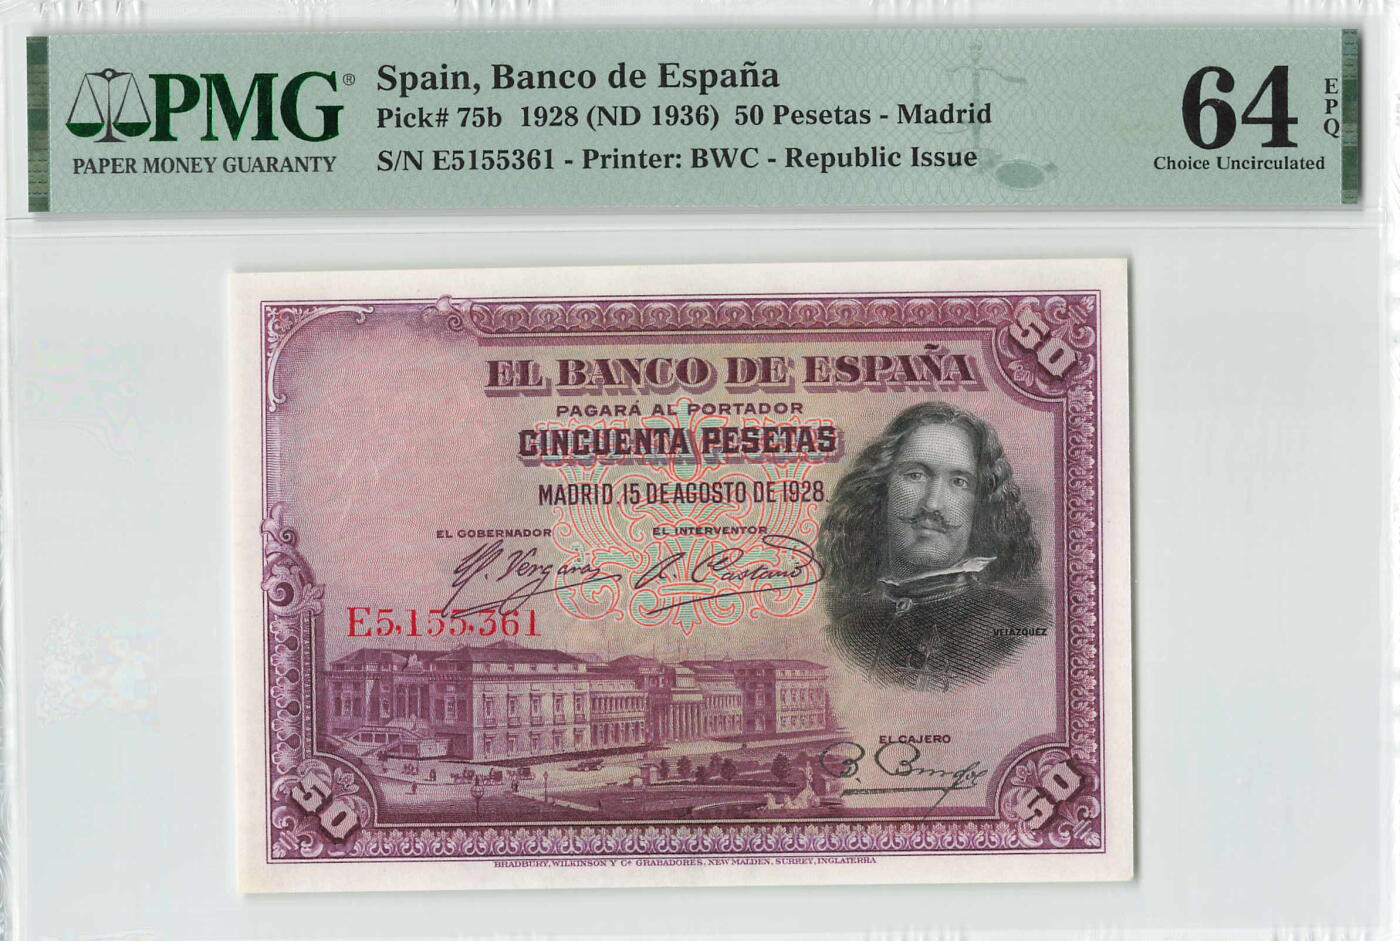 PMG®
PAPER MONEY GUARANTY
Spain, Banco de España
Pick# 75b 1928 (ND 1936) 50 Pesetas - Madrid
S/N E5155361 - Printer: BWC - Republic Issue
64 EPQ
Choice Uncirculated
50
EL BANCO DE ESPAÑA
PAGARÁ AL PORTADOR
CINCUENTA PESETAS
MADRID, 15 DE AGOSTO DE 1928.
EL GOBERNADOR
EL INTERVENTOR
E5,155,361
VELAZQUEZ
EL CAJERO
50
50
BRADBURY, WILKINSON Y Cª GRABADORES. NEW MALDEN, SURREY, INGLATERRA